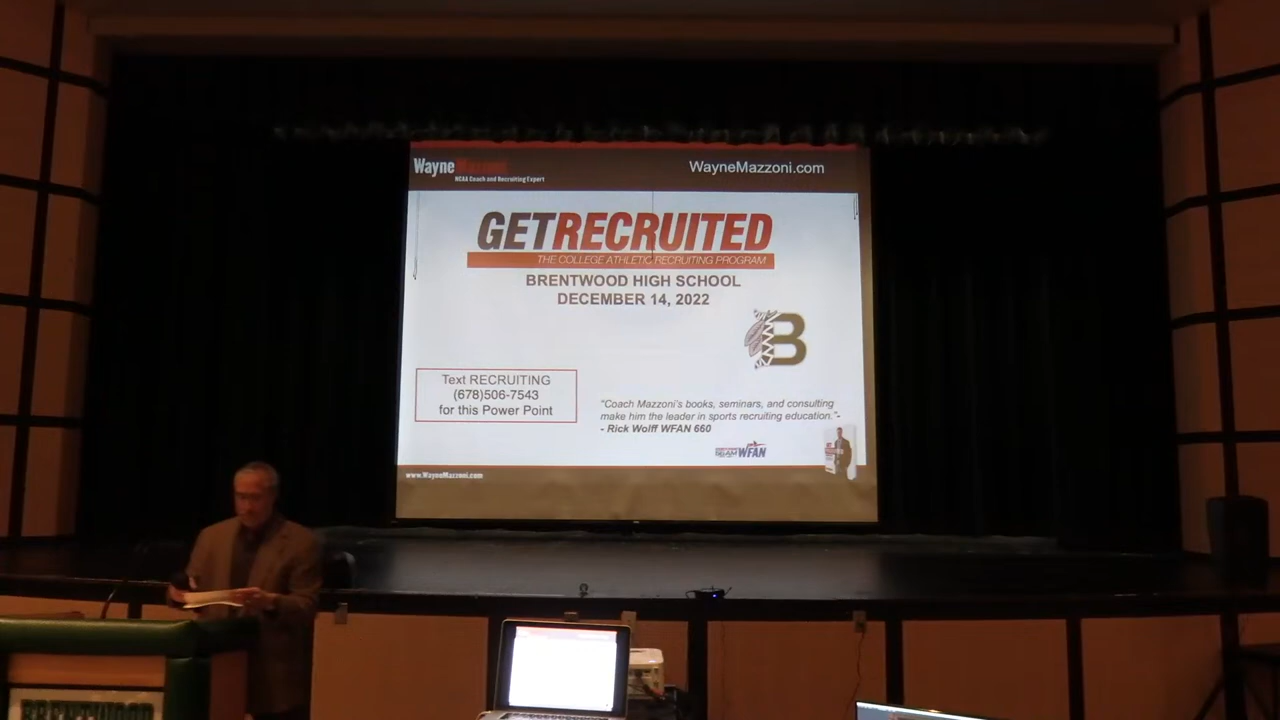 WayneMazzoni
NCAA Coach and Recruiting Expert
WayneMazzoni.com
GETRECRUITED
THE COLLEGE ATHLETIC RECRUITING PROGRAM
BRENTWOOD HIGH SCHOOL
DECEMBER 14, 2022
B
Text RECRUITING
(678)506-7543
for this Power Point
"Coach Mazzoni's books, seminars, and consulting
make him the leader in sports recruiting education."-
- Rick Wolff WFAN 660
WFAN
www.WayneMazzoni.com
BRENTWOOD